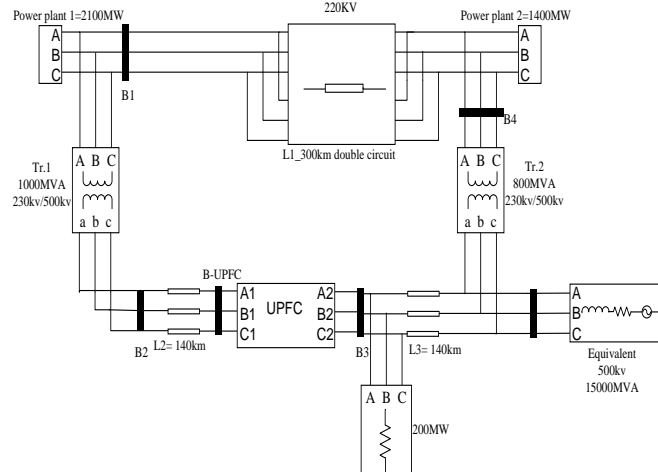 220KV
Power plant 1=2100MW
Power plant 2=1400MW
A
B
C
A
B
C
B1
B4
L1_300km double circuit
Tr.1
1000MVA
230kv/500kv
A B C
a b c
A B C
a b c
Tr.2
800MVA
230kv/500kv
B-UPFC
A1
B1
C1
UPFC
A2
B2
C2
A
B
C
B2
L2= 140km
B3
L3= 140km
Equivalent
500kv
15000MVA
A B C
200MW